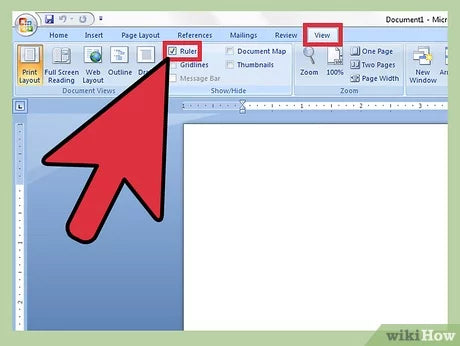 Document1 - Micr
Home Insert Page Layout References Mailings Review View
Print Layout
Full Screen Reading
Web Layout
Outline
Dra
Ruler
Gridlines
Message Bar
Document Map
Thumbnails
Zoom
100%
One Page
Two Pages
Page Width
New Window
Ar
Document Views
Show/Hide
Zoom
wikiHow